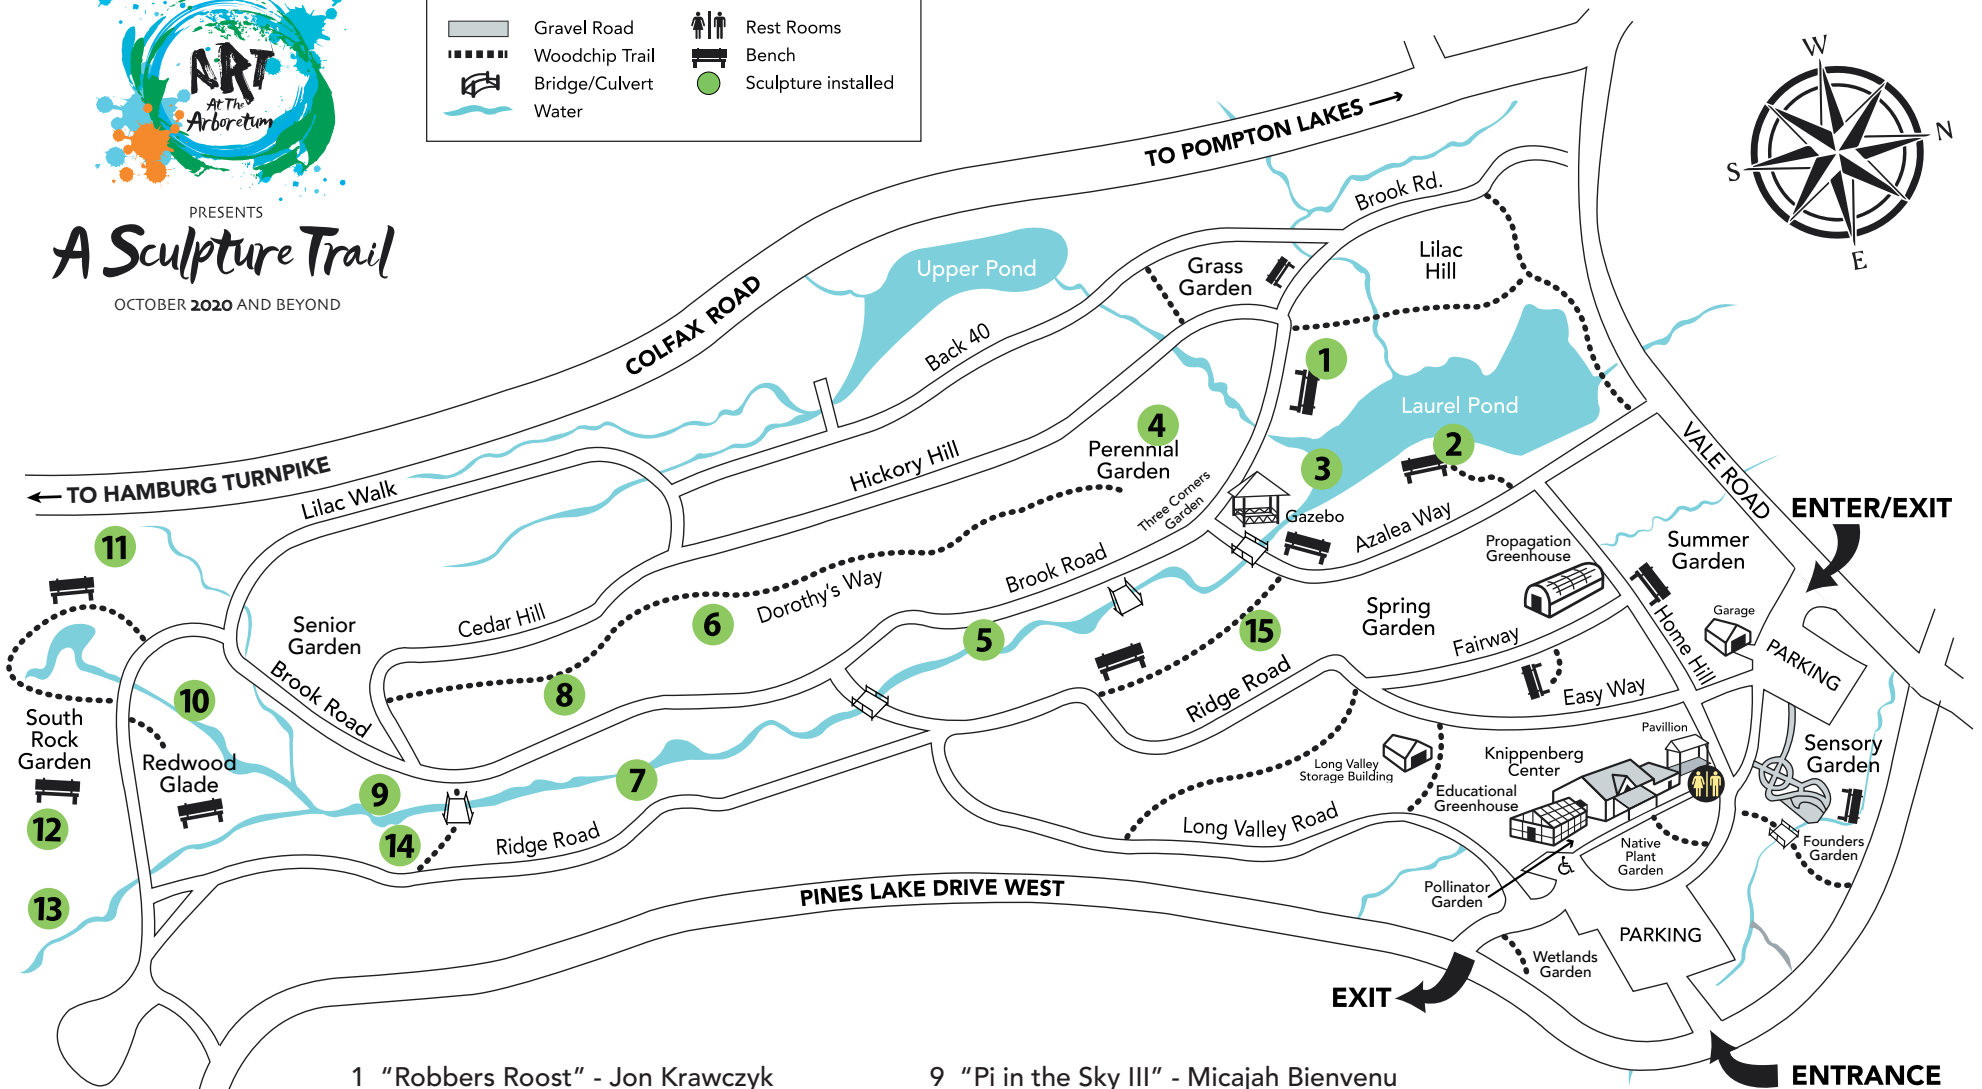 ART
At The
Arboretum
PRESENTS
A Sculpture Trail
OCTOBER 2020 AND BEYOND
Gravel Road
Woodchip Trail
Bridge/Culvert
Water
Rest Rooms
Bench
Sculpture installed
W
N
S
E
TO POMPTON LAKES →
COLFAX ROAD
← TO HAMBURG TURNPIKE
Upper Pond
Brook Rd.
Lilac
Hill
Grass
Garden
Back 40
1
Laurel Pond
2
3
4
Perennial
Garden
Hickory Hill
Three Corners
Garden
Gazebo
Azalea Way
VALE ROAD
ENTER/EXIT
Summer
Garden
Propagation
Greenhouse
Garage
PARKING
Home Hill
Lilac Walk
11
Senior
Garden
Cedar Hill
6
Dorothy's Way
Brook Road
5
15
Spring
Garden
Fairway
Easy Way
Ridge Road
8
10
Brook Road
South
Rock
Garden
Redwood
Glade
12
13
9
14
7
Ridge Road
Long Valley
Storage Building
Long Valley Road
Pavillion
Knippenberg
Center
Educational
Greenhouse
Sensory
Garden
Founders
Garden
Native
Plant
Garden
Pollinator
Garden
PINES LAKE DRIVE WEST
PARKING
Wetlands
Garden
EXIT
ENTRANCE
1 "Robbers Roost" - Jon Krawczyk
9 "Pi in the Sky III" - Micajah Bienvenu